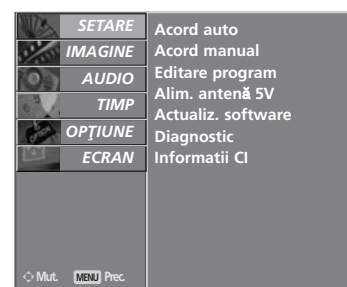 SETARE
IMAGINE
AUDIO
TIMP
OPŢIUNE
ECRAN
Acord auto
Acord manual
Editare program
Alim. antenă 5V
Actualiz. software
Diagnostic
Informatii CI
Mut. MENU Prec.